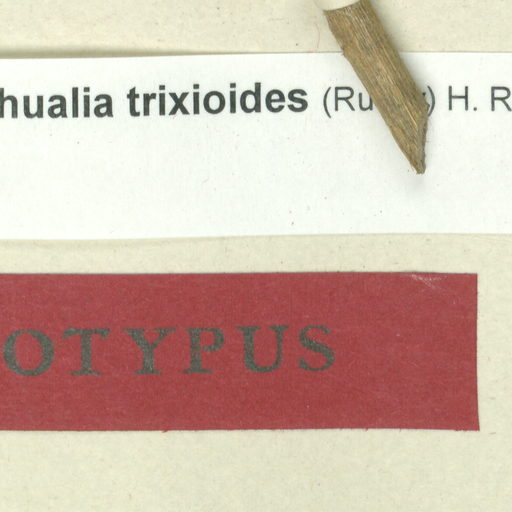 hualia trixioides (Ru ) H. R
OTYPUS